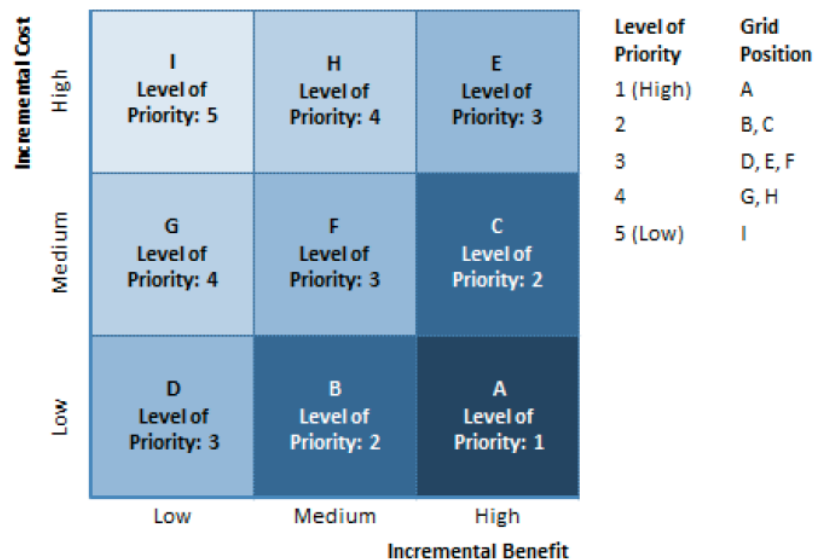 Incremental Cost
High
Medium
Low
I
Level of
Priority: 5
H
Level of
Priority: 4
E
Level of
Priority: 3
G
Level of
Priority: 4
F
Level of
Priority: 3
C
Level of
Priority: 2
D
Level of
Priority: 3
B
Level of
Priority: 2
A
Level of
Priority: 1
Low Medium High
Incremental Benefit
Level of Priority Grid Position
1 (High) A
2 B, C
3 D, E, F
4 G, H
5 (Low) I